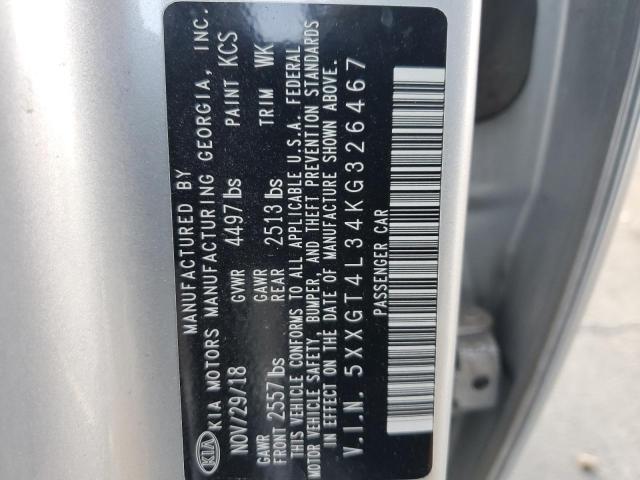 MANUFACTURED BY
KIA KIA MOTORS MANUFACTURING GEORGIA, INC.
NOV/29/18 GVWR 4497 lbs PAINT KCS
GAWR FRONT 2557 lbs GAWR REAR 2513 lbs TRIM WK
THIS VEHICLE CONFORMS TO ALL APPLICABLE U.S.A. FEDERAL
MOTOR VEHICLE SAFETY, BUMPER, AND THEFT PREVENTION STANDARDS
IN EFFECT ON THE DATE OF MANUFACTURE SHOWN ABOVE.
V.I.N. 5XXGT4L34KG326467
PASSENGER CAR